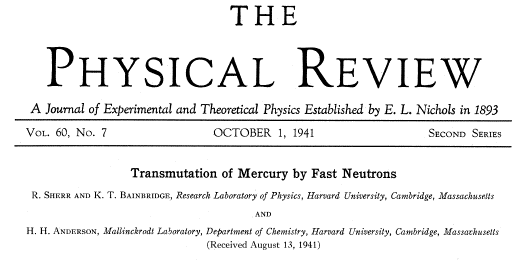 THE
PHYSICAL REVIEW
A Journal of Experimental and Theoretical Physics Established by E. L. Nichols in 1893
VOL. 60, NO. 7 OCTOBER 1, 1941 SECOND SERIES
Transmutation of Mercury by Fast Neutrons
R. SHERR AND K. T. BAINBRIDGE, Research Laboratory of Physics, Harvard University, Cambridge, Massachusetts
AND
H. H. ANDERSON, Mallinckrodt Laboratory, Department of Chemistry, Harvard University, Cambridge, Massachusetts
(Received August 13, 1941)